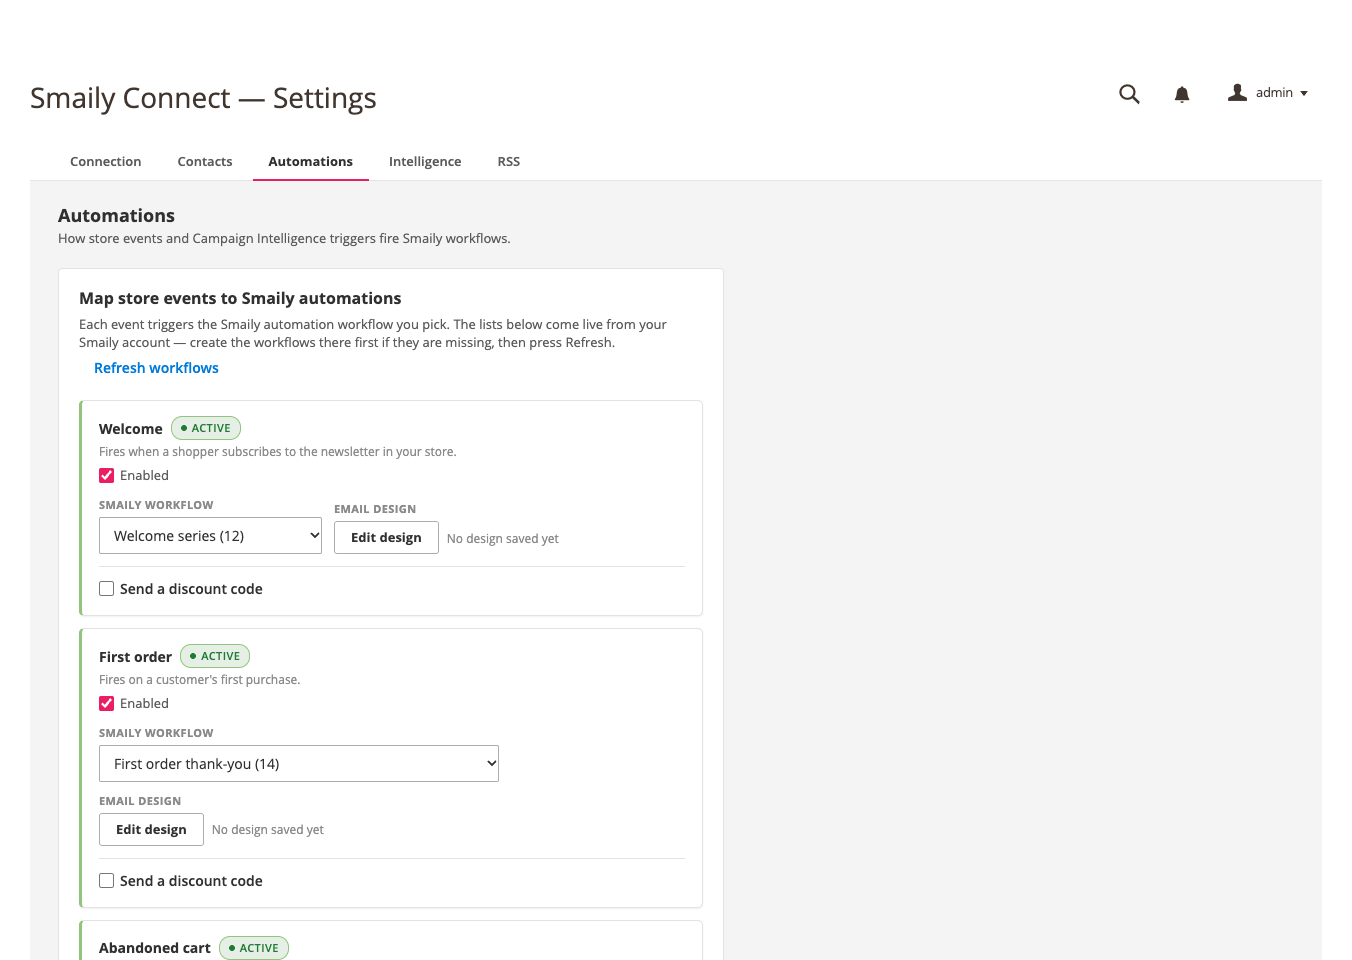 Smaily Connect — Settings
admin
Connection Contacts Automations Intelligence RSS
Automations
How store events and Campaign Intelligence triggers fire Smaily workflows.
Map store events to Smaily automations
Each event triggers the Smaily automation workflow you pick. The lists below come live from your
Smaily account — create the workflows there first if they are missing, then press Refresh.
Refresh workflows
Welcome ACTIVE
Fires when a shopper subscribes to the newsletter in your store.
Enabled
SMAILY WORKFLOW EMAIL DESIGN
Welcome series (12) Edit design No design saved yet
Send a discount code
First order ACTIVE
Fires on a customer's first purchase.
Enabled
SMAILY WORKFLOW
First order thank-you (14)
EMAIL DESIGN
Edit design No design saved yet
Send a discount code
Abandoned cart ACTIVE